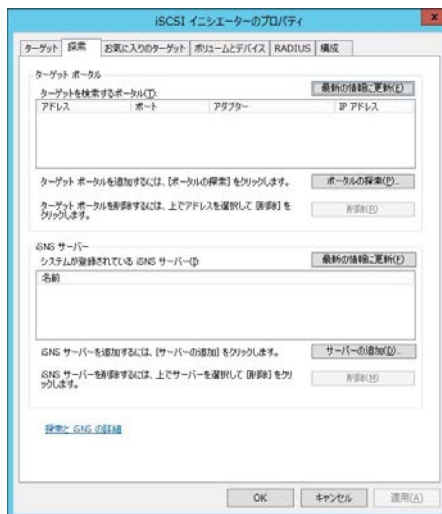 iSCSI イニシエーターのプロパティ
x
ターゲット 探索 お気に入りのターゲット ボリュームとデバイス RADIUS 構成
ターゲット ポータル
ターゲットを検索するポータル(T): 最新の情報に更新(E)
アドレス ポート アダプター IP アドレス
ターゲット ポータルを追加するには、[ポータルの探索] をクリックします。 ポータルの探索(P)...
ターゲット ポータルを削除するには、上でアドレスを選択して [削除] を
クリックします。 削除(R)
iSNS サーバー
システムが登録されている iSNS サーバー(I): 最新の情報に更新(F)
名前
iSNS サーバーを追加するには、[サーバーの追加] をクリックします。 サーバーの追加(D)...
iSNS サーバーを削除するには、上でサーバーを選択して [削除] をクリ
ックします。 削除(M)
探索と iSNS の詳細
OK キャンセル 適用(A)